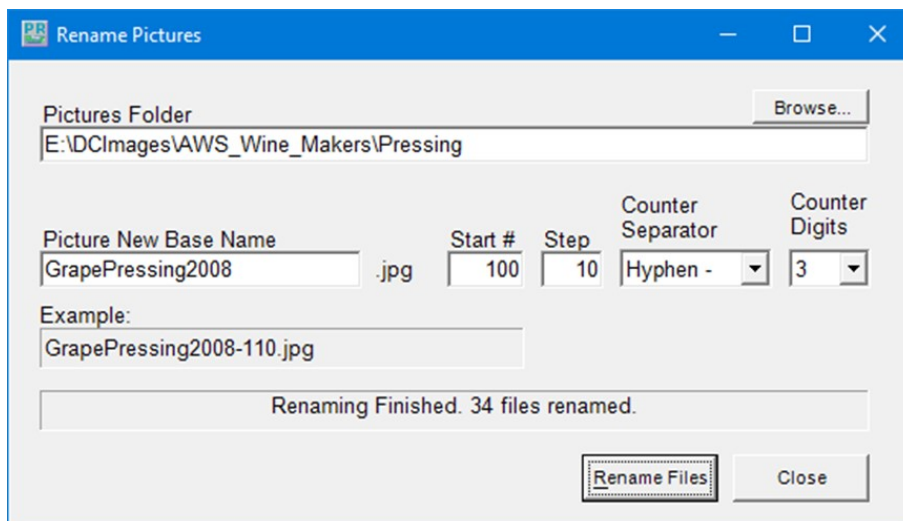 Rename Pictures
Pictures Folder
Browse...
E:\DCImages\AWS_Wine_Makers\Pressing
Picture New Base Name
Start #
Step
Counter
Separator
Counter
Digits
GrapePressing2008
.jpg
100
10
Hyphen -
3
Example:
GrapePressing2008-110.jpg
Renaming Finished. 34 files renamed.
Rename Files
Close